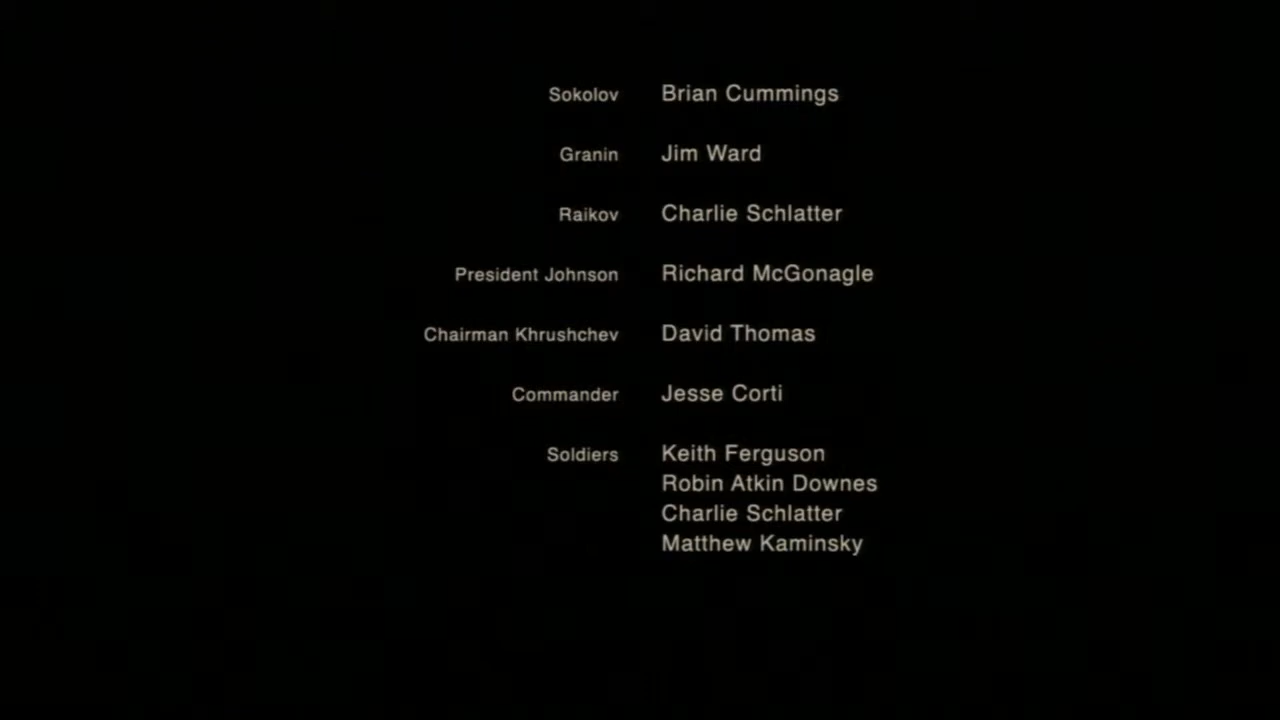 Sokolov Brian Cummings
Granin Jim Ward
Raikov Charlie Schlatter
President Johnson Richard McGonagle
Chairman Khrushchev David Thomas
Commander Jesse Corti
Soldiers Keith Ferguson
Robin Atkin Downes
Charlie Schlatter
Matthew Kaminsky